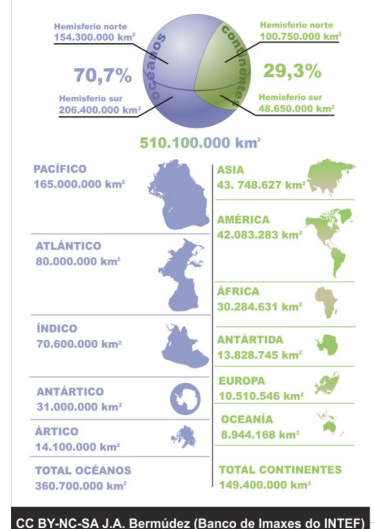 Hemisferio norte
154.300.000 km²
Hemisferio norte
100.750.000 km²
océanos
continentes
70,7%
29,3%
Hemisferio sur
206.400.000 km²
Hemisferio sur
48.650.000 km²
510.100.000 km²
PACÍFICO
165.000.000 km²
ATLÁNTICO
80.000.000 km²
ÍNDICO
70.600.000 km²
ANTÁRTICO
31.000.000 km²
ÁRTICO
14.100.000 km²
TOTAL OCÉANOS
360.700.000 km²
ASIA
43. 748.627 km²
AMÉRICA
42.083.283 km²
ÁFRICA
30.284.631 km²
ANTÁRTIDA
13.828.745 km²
EUROPA
10.510.546 km²
OCEANÍA
8.944.168 km²
TOTAL CONTINENTES
149.400.000 km²
CC BY-NC-SA J.A. Bermúdez (Banco de Imaxes do INTEF)